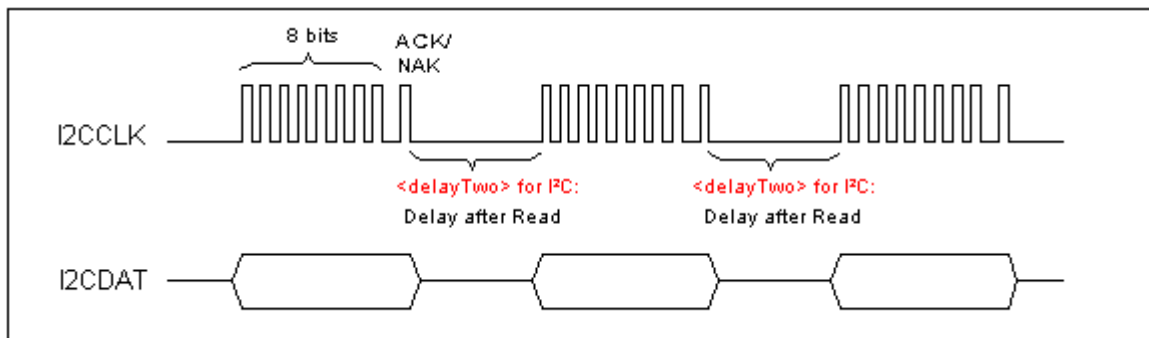 8 bits
ACK/
NAK
I2CCLK
<delayTwo> for I²C:
Delay after Read
<delayTwo> for I²C:
Delay after Read
I2CDAT